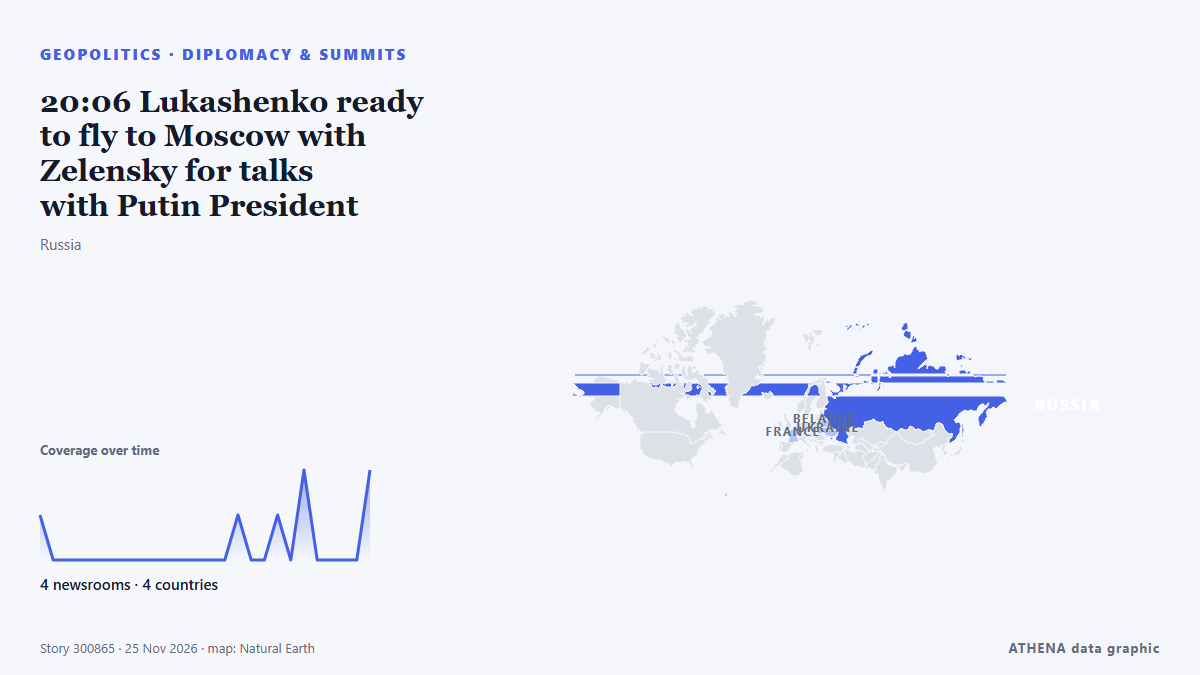 GEOPOLITICS · DIPLOMACY & SUMMITS
20:06 Lukashenko ready
to fly to Moscow with
Zelensky for talks
with Putin President
Russia
RUSSIA
BELARUS
UKRAINE
FRANCE
Coverage over time
4 newsrooms · 4 countries
Story 300865 · 25 Nov 2026 · map: Natural Earth
ATHENA data graphic